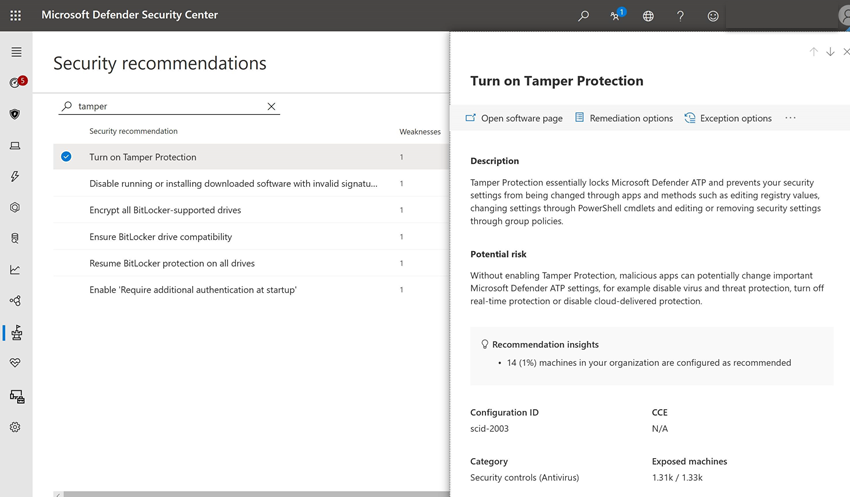 Microsoft Defender Security Center
1
5
Security recommendations
tamper
Security recommendation
Weaknesses
Turn on Tamper Protection
1
Disable running or installing downloaded software with invalid signatu...
1
Encrypt all BitLocker-supported drives
1
Ensure BitLocker drive compatibility
1
Resume BitLocker protection on all drives
1
Enable 'Require additional authentication at startup'
1
Turn on Tamper Protection
Open software page
Remediation options
Exception options
...
Description
Tamper Protection essentially locks Microsoft Defender ATP and prevents your security
settings from being changed through apps and methods such as editing registry values,
changing settings through PowerShell cmdlets and editing or removing security settings
through group policies.
Potential risk
Without enabling Tamper Protection, malicious apps can potentially change important
Microsoft Defender ATP settings, for example disable virus and threat protection, turn off
real-time protection or disable cloud-delivered protection.
Recommendation insights
• 14 (1%) machines in your organization are configured as recommended
Configuration ID
scid-2003
CCE
N/A
Category
Security controls (Antivirus)
Exposed machines
1.31k / 1.33k